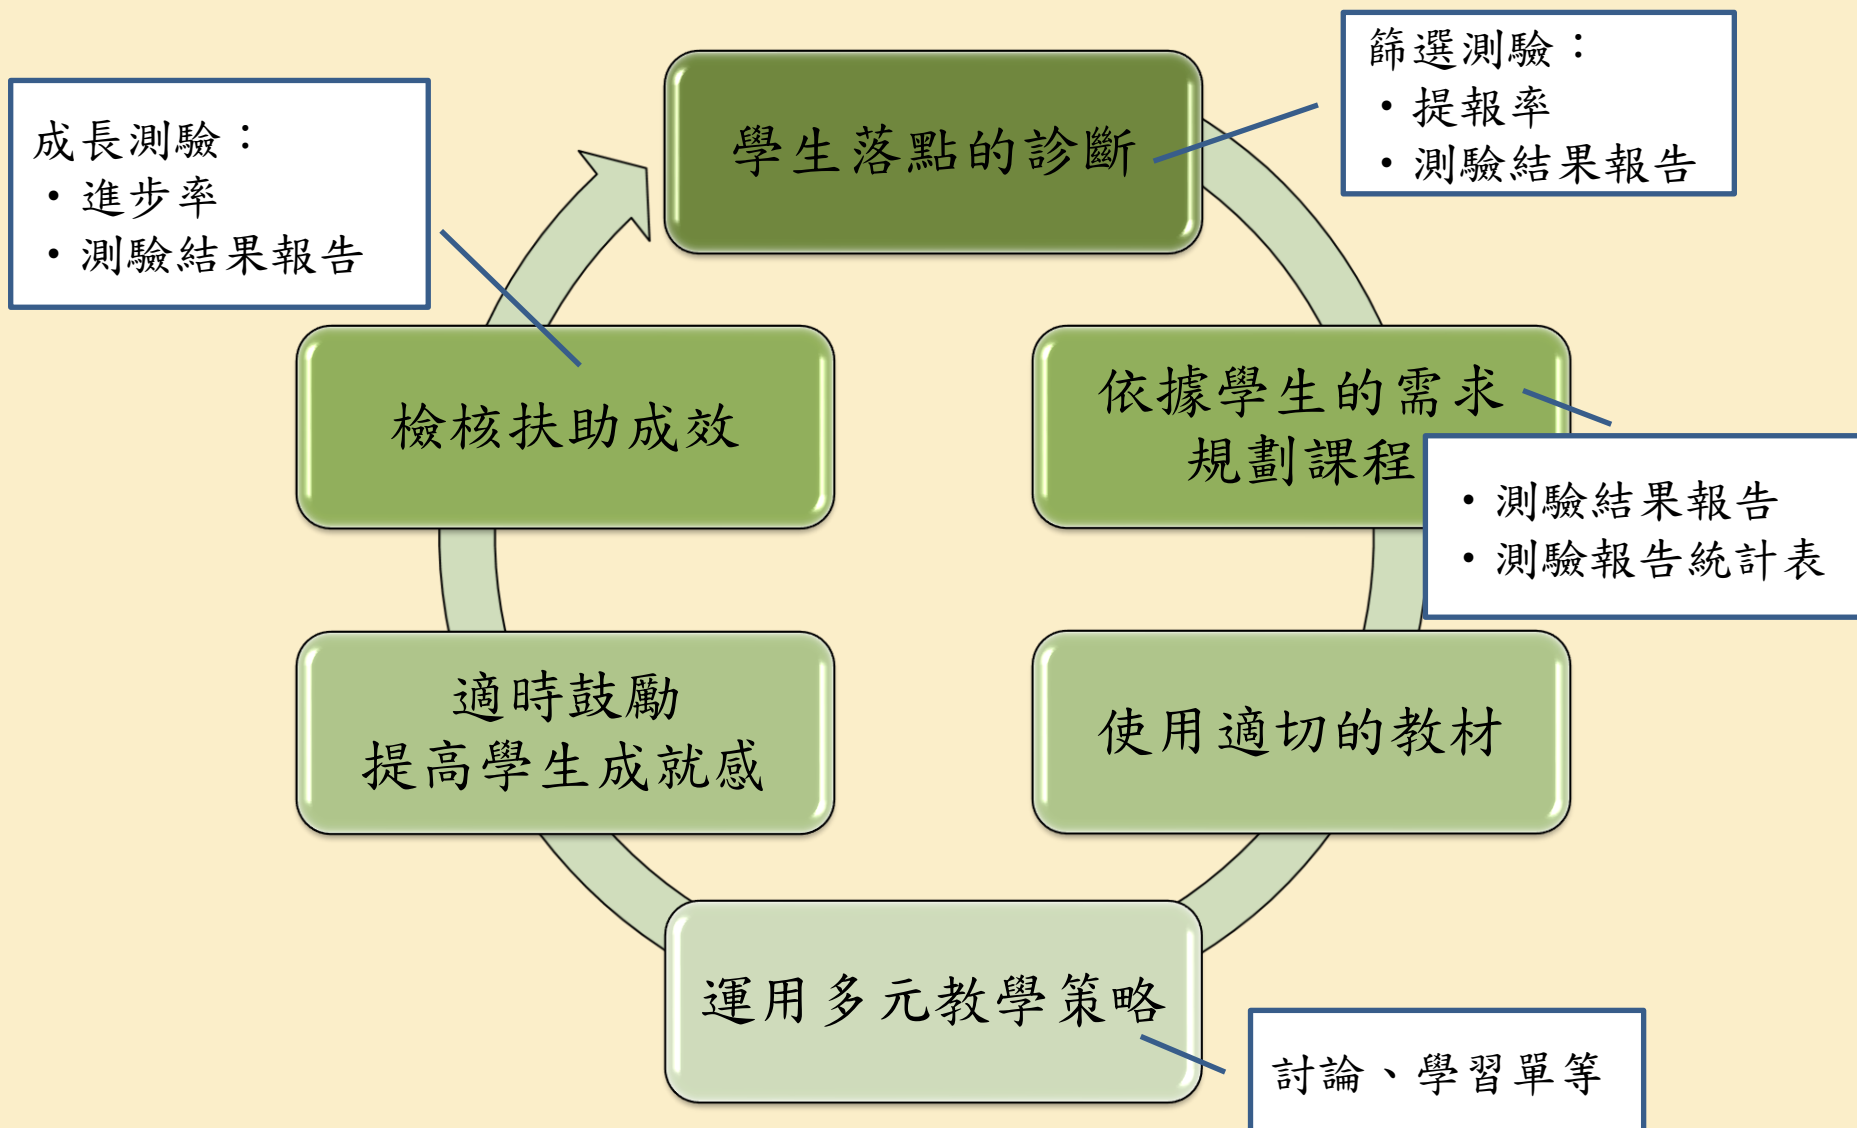 學生落點的診斷
篩選測驗：
・提報率
・測驗結果報告
依據學生的需求
規劃課程
・測驗結果報告
・測驗報告統計表
使用適切的教材
運用多元教學策略
討論、學習單等
適時鼓勵
提高學生成就感
檢核扶助成效
成長測驗：
・進步率
・測驗結果報告